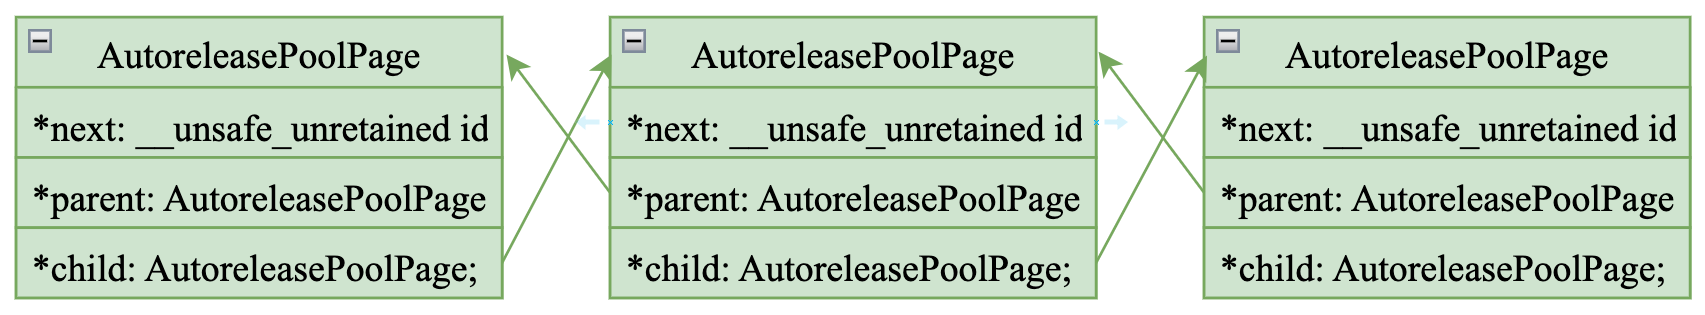 AutoreleasePoolPage
*next: __unsafe_unretained id
*parent: AutoreleasePoolPage
*child: AutoreleasePoolPage;
AutoreleasePoolPage
*next: __unsafe_unretained id
*parent: AutoreleasePoolPage
*child: AutoreleasePoolPage;
AutoreleasePoolPage
*next: __unsafe_unretained id
*parent: AutoreleasePoolPage
*child: AutoreleasePoolPage;